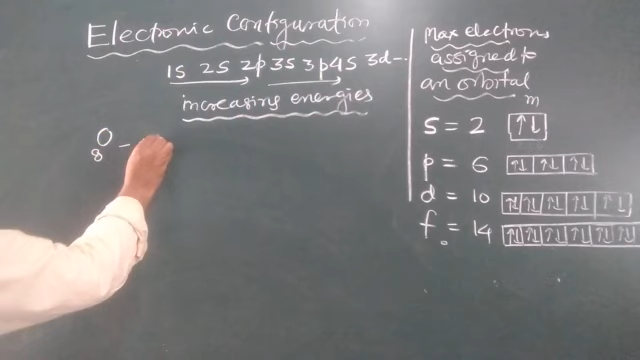 Electronic Configuration
1s 2s 2p 3s 3p 4s 3d--
increasing energies
8O -
Max electrons
assigned to
an orbital
m
s = 2 ↑↓
p = 6 ↑↓ ↑↓ ↑↓
d = 10 ↑↓ ↑↓ ↑↓ ↑↓ ↑↓
f = 14 ↑↓ ↑↓ ↑↓ ↑↓ ↑↓ ↑↓